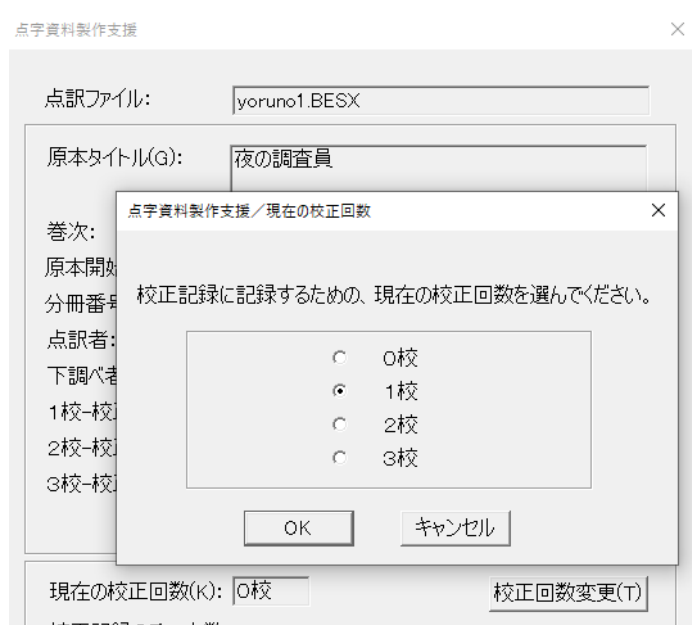 点字資料製作支援
点訳ファイル:
yoruno1.BESX
原本タイトル(G):
夜の調査員
点字資料製作支援／現在の校正回数
巻次:
原本開始
分冊番号
点訳者:
下調べ者
1校-校正
2校-校正
3校-校正
校正記録に記録するための、現在の校正回数を選んでください。
0校
1校
2校
3校
OK
キャンセル
現在の校正回数(K):
0校
校正回数変更(T)